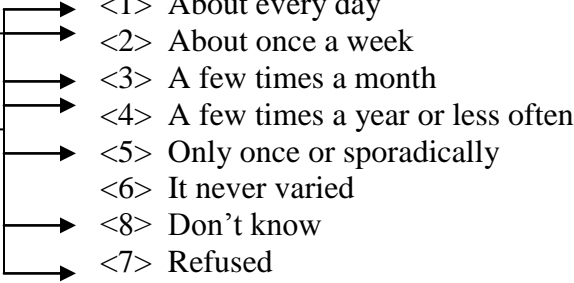 <1> About every day
<2> About once a week
<3> A few times a month
<4> A few times a year or less often
<5> Only once or sporadically
<6> It never varied
<8> Don’t know
<7> Refused